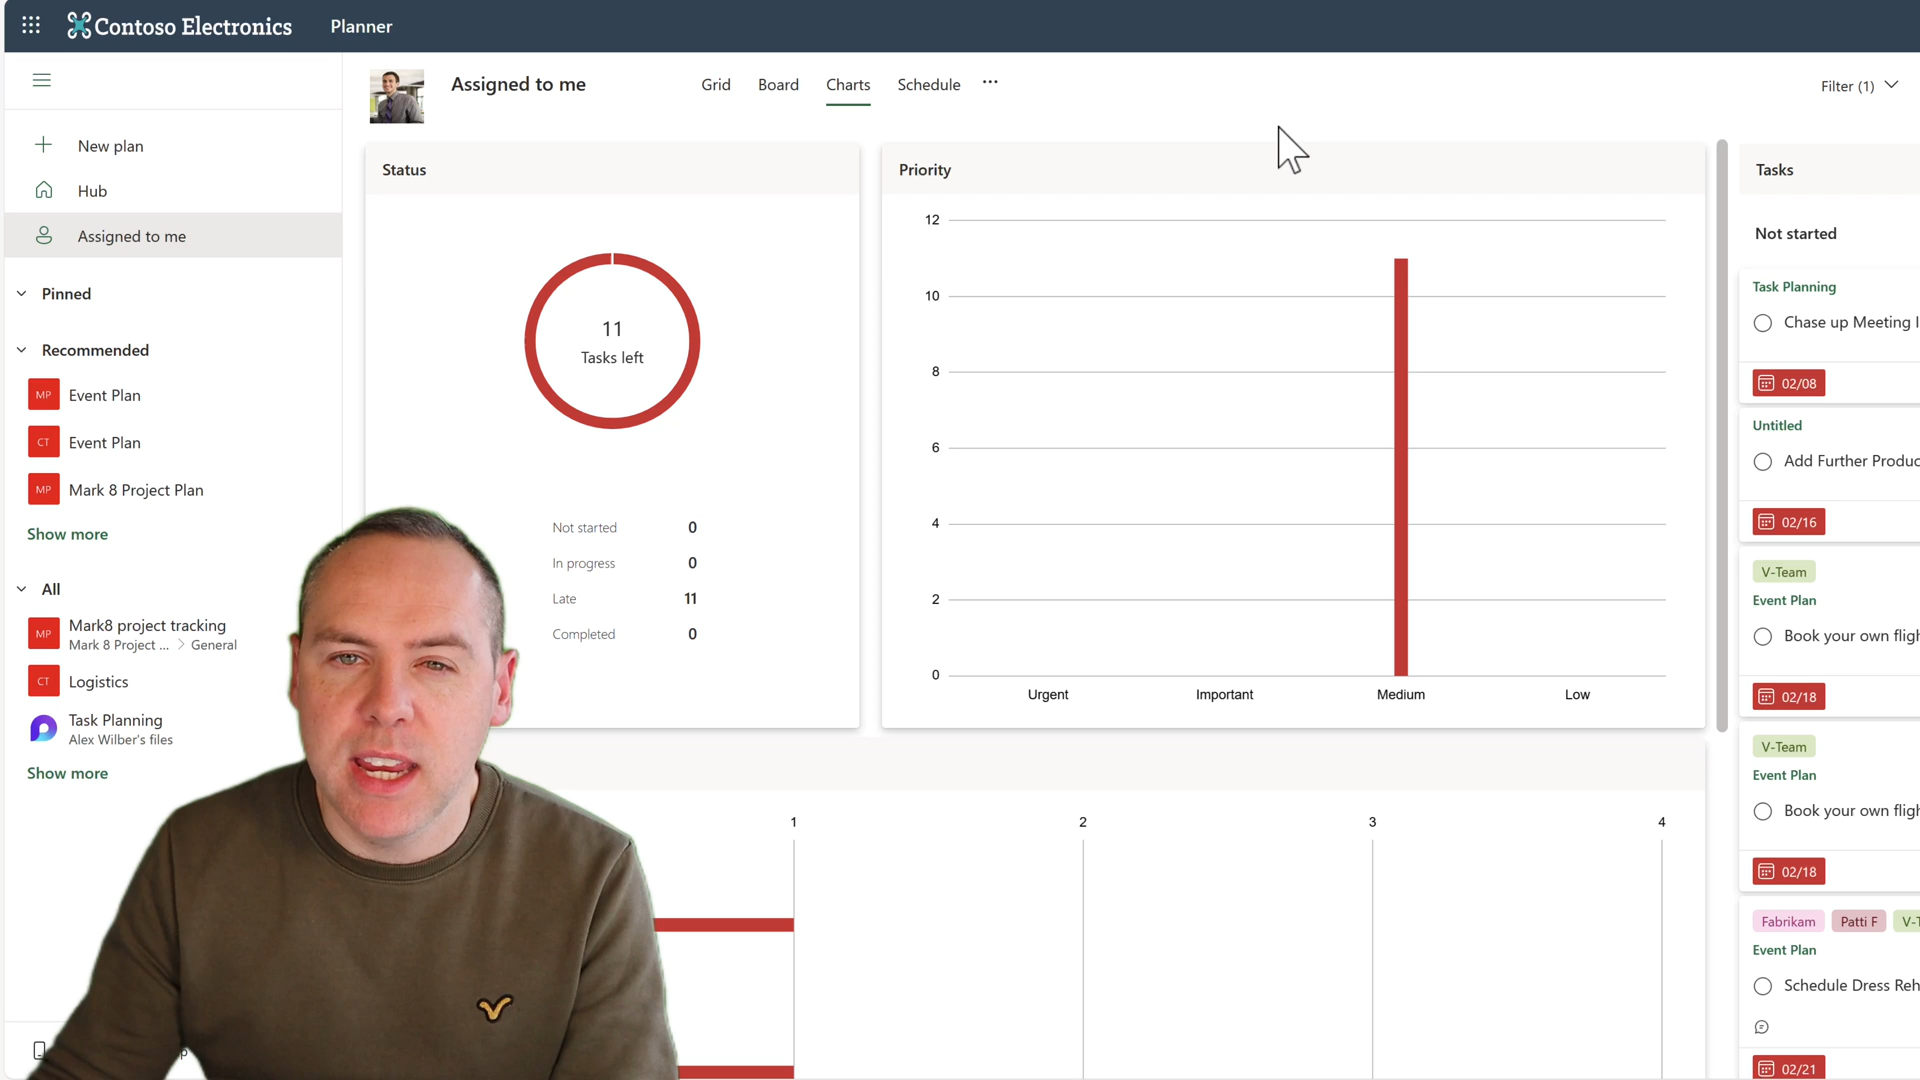 Contoso Electronics
Planner
Assigned to me
Grid
Board
Charts
Schedule
Filter (1)
New plan
Hub
Assigned to me
Pinned
Recommended
MP Event Plan
CT Event Plan
MP Mark 8 Project Plan
Show more
All
MP Mark8 project tracking
Mark 8 Project ... > General
CT Logistics
Task Planning
Alex Wilber's files
Show more
Status
11
Tasks left
Not started 0
In progress 0
Late 11
Completed 0
Priority
12
10
8
6
4
2
0
Urgent Important Medium Low
1 2 3 4
Tasks
Not started
Task Planning
Chase up Meeting
02/08
Untitled
Add Further Produc
02/16
V-Team
Event Plan
Book your own fligh
02/18
V-Team
Event Plan
Book your own fligh
02/18
Fabrikam Patti F V-T
Event Plan
Schedule Dress Reh
02/21